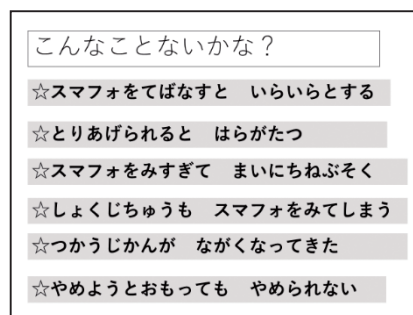 こんなことないかな？
☆スマフォをてばなすと　いらいらとする
☆とりあげられると　はらがたつ
☆スマフォをみすぎて　まいにちねぶそく
☆しょくじちゅうも　スマフォをみてしまう
☆つかうじかんが　ながくなってきた
☆やめようとおもっても　やめられない